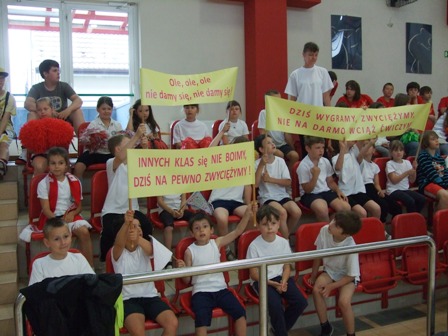 Ole, ole, ole
nie damy się, nie damy się!
DZIŚ WYGRAMY, ZWYCIĘŻYMY
NIE NA DARMO WCIĄŻ ĆWICZYMY
INNYCH KLAS się NIE BOIMY,
DZIŚ NA PEWNO ZWYCIĘŻYMY!